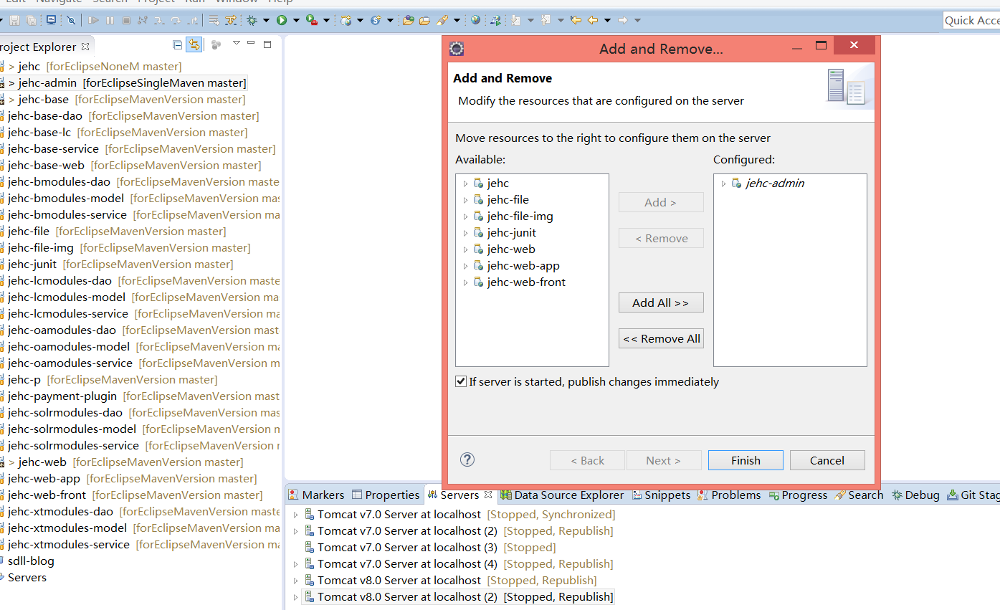 Edit Navigate Search Project Run Window Help
Quick Acce
roject Explorer
> jehc [forEclipseNoneM master]
> jehc-admin [forEclipseSingleMaven master]
> jehc-base [forEclipseMavenVersion master]
jehc-base-dao [forEclipseMavenVersion master]
jehc-base-lc [forEclipseMavenVersion master]
jehc-base-service [forEclipseMavenVersion master]
jehc-base-web [forEclipseMavenVersion master]
jehc-bmodules-dao [forEclipseMavenVersion maste
jehc-bmodules-model [forEclipseMavenVersion mas
jehc-bmodules-service [forEclipseMavenVersion ma
jehc-file [forEclipseMavenVersion master]
jehc-file-img [forEclipseMavenVersion master]
jehc-junit [forEclipseMavenVersion master]
jehc-lcmodules-dao [forEclipseMavenVersion maste
jehc-lcmodules-model [forEclipseMavenVersion mas
jehc-lcmodules-service [forEclipseMavenVersion ma
jehc-oamodules-dao [forEclipseMavenVersion mast
jehc-oamodules-model [forEclipseMavenVersion ma
jehc-oamodules-service [forEclipseMavenVersion m
jehc-p [forEclipseMavenVersion master]
jehc-payment-plugin [forEclipseMavenVersion mast
jehc-solrmodules-dao [forEclipseMavenVersion mas
jehc-solrmodules-model [forEclipseMavenVersion n
jehc-solrmodules-service [forEclipseMavenVersion r
> jehc-web [forEclipseMavenVersion master]
jehc-web-app [forEclipseMavenVersion master]
jehc-web-front [forEclipseMavenVersion master]
jehc-xtmodules-dao [forEclipseMavenVersion maste
jehc-xtmodules-model [forEclipseMavenVersion mas
jehc-xtmodules-service [forEclipseMavenVersion ma
sdll-blog
Servers
Add and Remove...
Add and Remove
Modify the resources that are configured on the server
Move resources to the right to configure them on the server
Available:
jehc
jehc-file
jehc-file-img
jehc-junit
jehc-web
jehc-web-app
jehc-web-front
Add >
< Remove
Add All >>
<< Remove All
Configured:
jehc-admin
If server is started, publish changes immediately
< Back Next > Finish Cancel
Markers Properties Servers Data Source Explorer Snippets Problems Progress Search Debug Git Stag
Tomcat v7.0 Server at localhost [Stopped, Synchronized]
Tomcat v7.0 Server at localhost (2) [Stopped, Republish]
Tomcat v7.0 Server at localhost (3) [Stopped]
Tomcat v7.0 Server at localhost (4) [Stopped, Republish]
Tomcat v8.0 Server at localhost [Stopped, Republish]
Tomcat v8.0 Server at localhost (2) [Stopped, Republish]